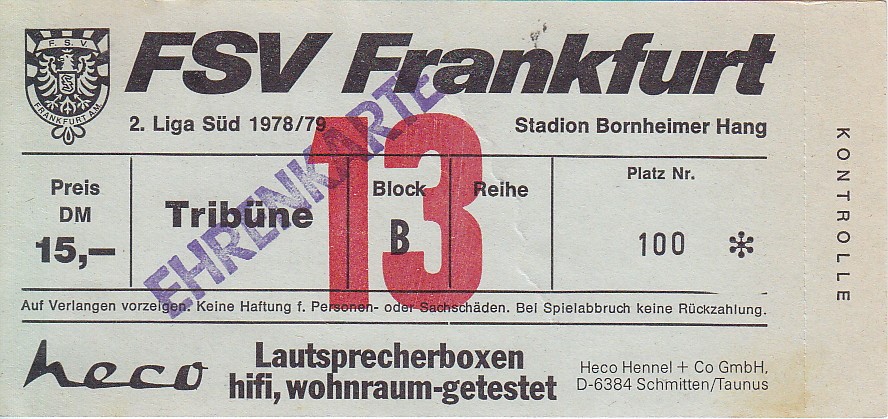 F. S. V.
FRANKFURT A.M.
FSV Frankfurt
2. Liga Süd 1978/79
Stadion Bornheimer Hang
EHRENKARTE
13
Preis
DM
15,–
Tribüne
Block
B
Reihe
Platz Nr.
100 *
KONTROLLE
Auf Verlangen vorzeigen. Keine Haftung f. Personen- oder Sachschäden. Bei Spielabbruch keine Rückzahlung.
heco
Lautsprecherboxen
hifi, wohnraum-getestet
Heco Hennel + Co GmbH,
D-6384 Schmitten/Taunus